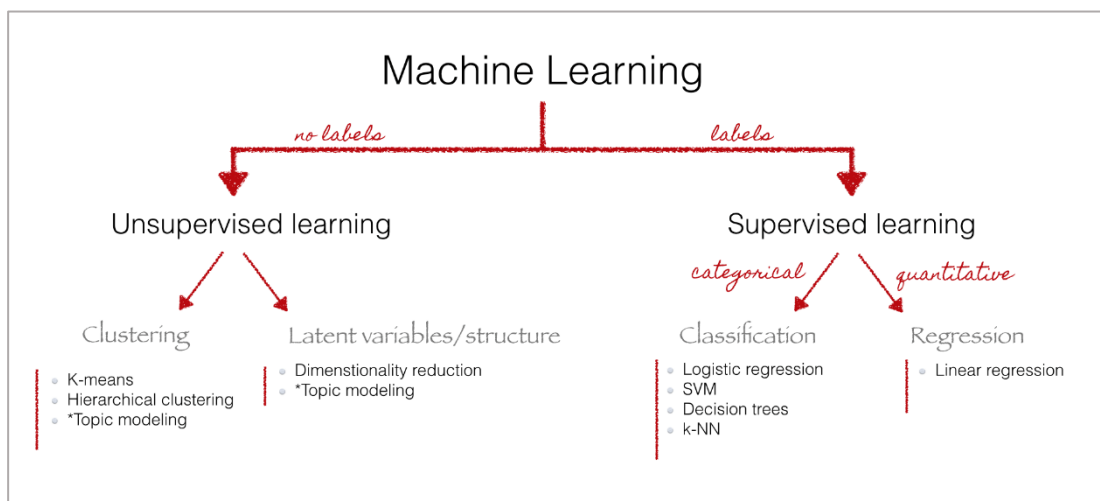 Machine Learning
no labels
labels
Unsupervised learning
Supervised learning
categorical
quantitative
Clustering
Latent variables/structure
Classification
Regression
K-means
Hierarchical clustering
*Topic modeling
Dimenstionality reduction
*Topic modeling
Logistic regression
SVM
Decision trees
k-NN
Linear regression